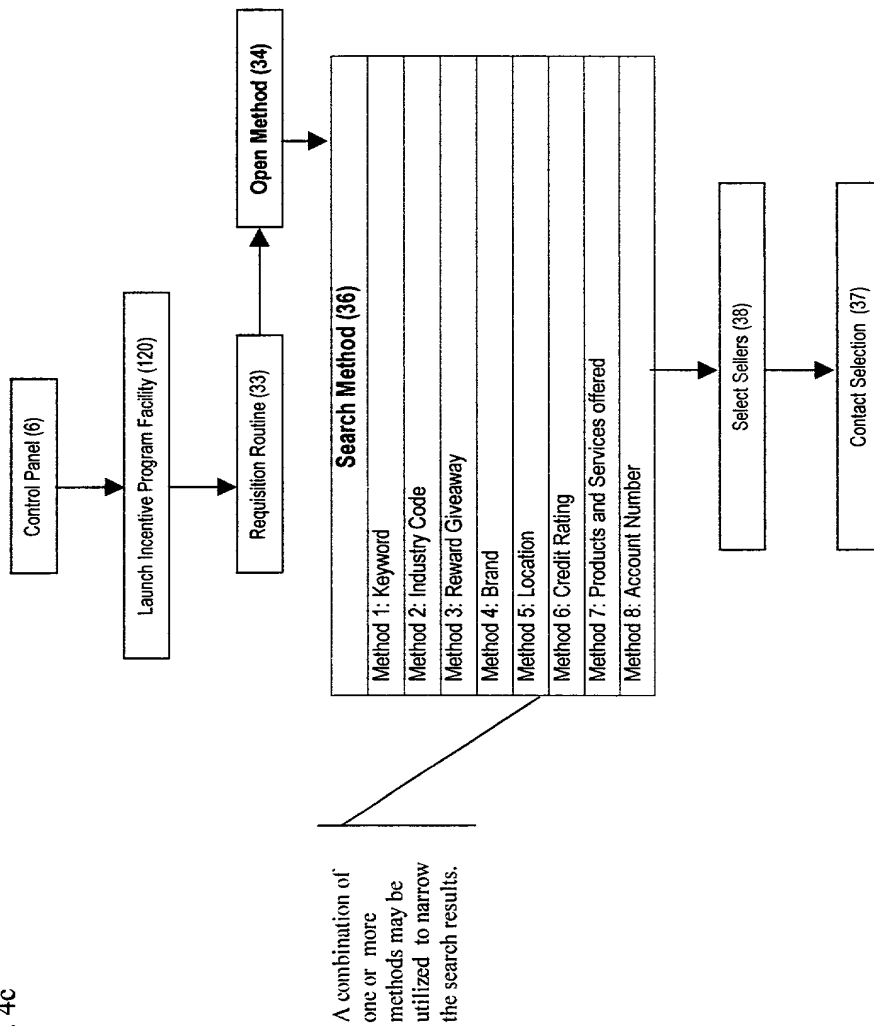 4c
Control Panel (6)
Launch Incentive Program Facility (120)
Requisition Routine (33)
Open Method (34)
Search Method (36)
Method 1: Keyword
Method 2: Industry Code
Method 3: Reward Giveaway
Method 4: Brand
Method 5: Location
Method 6: Credit Rating
Method 7: Products and Services offered
Method 8: Account Number
A combination of
one or more
methods may be
utilized to narrow
the search results.
Select Sellers (38)
Contact Selection (37)